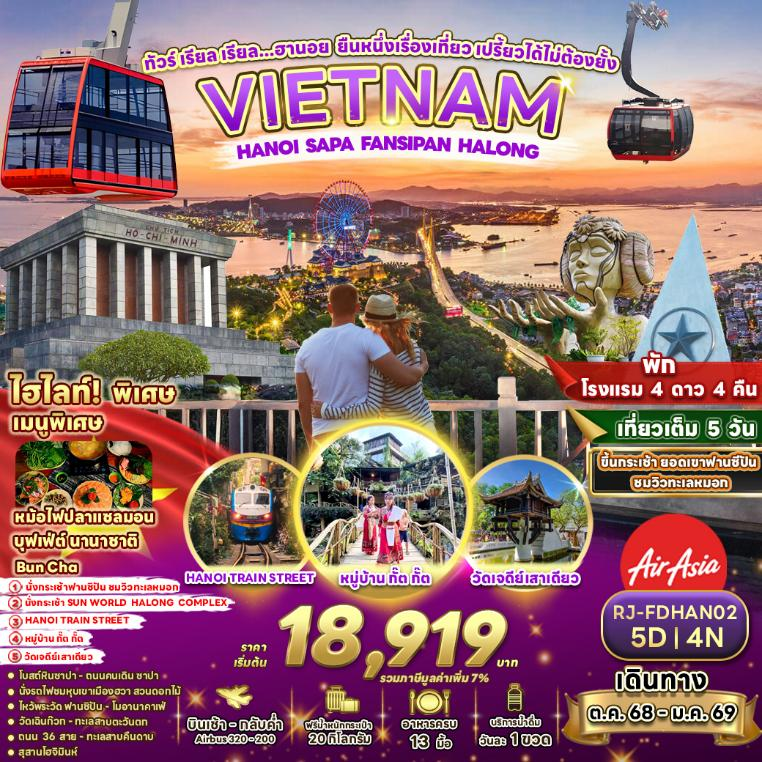 ทัวร์ เรียล เรียล...ฮานอย ยืนหนึ่งเรื่องเที่ยว เปรี้ยวได้ไม่ต้องยั้ง
VIETNAM
HANOI SAPA FANSIPAN HALONG
CHỦ TỊCH
HỒ-CHÍ-MINH
พัก
โรงแรม 4 ดาว 4 คืน
เที่ยวเต็ม 5 วัน
ขึ้นกระเช้า ยอดเขาฟานซีปัน
ชมวิวทะเลหมอก
ไฮไลท์! พิเศษ
เมนูพิเศษ
หม้อไฟปลาแซลมอน
บุฟเฟ่ต์ นานาชาติ
Bun Cha
HANOI TRAIN STREET
หมู่บ้าน กั๊ต กั๊ต
วัดเจดีย์เสาเดียว
1 นั่งกระเช้าฟานซีปัน ชมวิวทะเลหมอก
2 นั่งกระเช้า SUN WORLD HALONG COMPLEX
3 HANOI TRAIN STREET
4 หมู่บ้าน กั๊ต กั๊ต
5 วัดเจดีย์เสาเดียว
• โบสถ์หินซาปา - ถนนคนเดิน ซาปา
• นั่งรถไฟชมหุบเขาเมืองฮวา สวนดอกไม้
• ไหว้พระวัด ฟานซิปัน - โมอานาคาเฟ่
• วัดเฉินก๊วก - ทะเลสาบตะวันตก
• ถนน 36 สาย - ทะเลสาบคืนดาบ
• สุสานโฮจิมินห์
ราคา
เริ่มต้น
18,919
บาท
รวมภาษีมูลค่าเพิ่ม 7%
บินเช้า - กลับค่ำ
Airbus 320 - 200
ฟรีน้ำหนักกระเป๋า
20 กิโลกรัม
อาหารครบ
13 มื้อ
บริการน้ำดื่ม
วันละ 1 ขวด
AirAsia
RJ-FDHAN02
5D | 4N
เดินทาง
ต.ค. 68 - ม.ค. 69